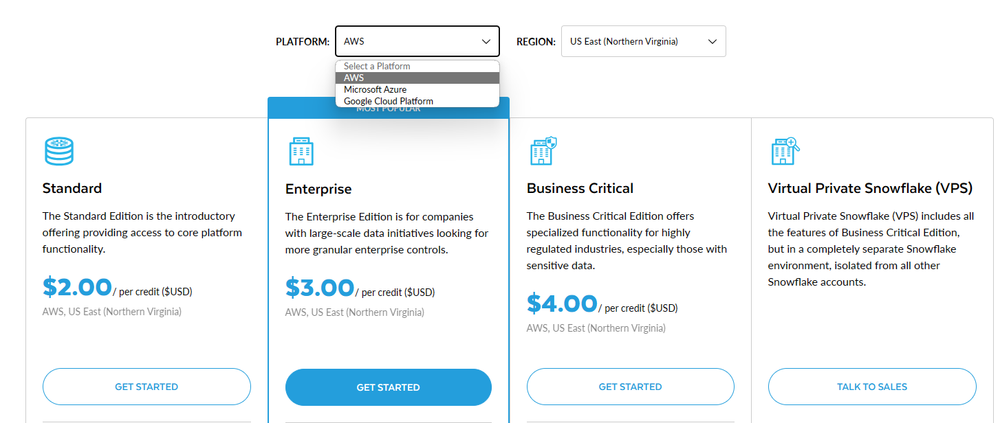 PLATFORM:
AWS
REGION:
US East (Northern Virginia)
Select a Platform
AWS
Microsoft Azure
Google Cloud Platform
MOST POPULAR
Standard
The Standard Edition is the introductory
offering providing access to core platform
functionality.
$2.00/ per credit ($USD)
AWS, US East (Northern Virginia)
GET STARTED
Enterprise
The Enterprise Edition is for companies
with large-scale data initiatives looking for
more granular enterprise controls.
$3.00/ per credit ($USD)
AWS, US East (Northern Virginia)
GET STARTED
Business Critical
The Business Critical Edition offers
specialized functionality for highly
regulated industries, especially those with
sensitive data.
$4.00/ per credit ($USD)
AWS, US East (Northern Virginia)
GET STARTED
Virtual Private Snowflake (VPS)
Virtual Private Snowflake (VPS) includes all
the features of Business Critical Edition,
but in a completely separate Snowflake
environment, isolated from all other
Snowflake accounts.
TALK TO SALES